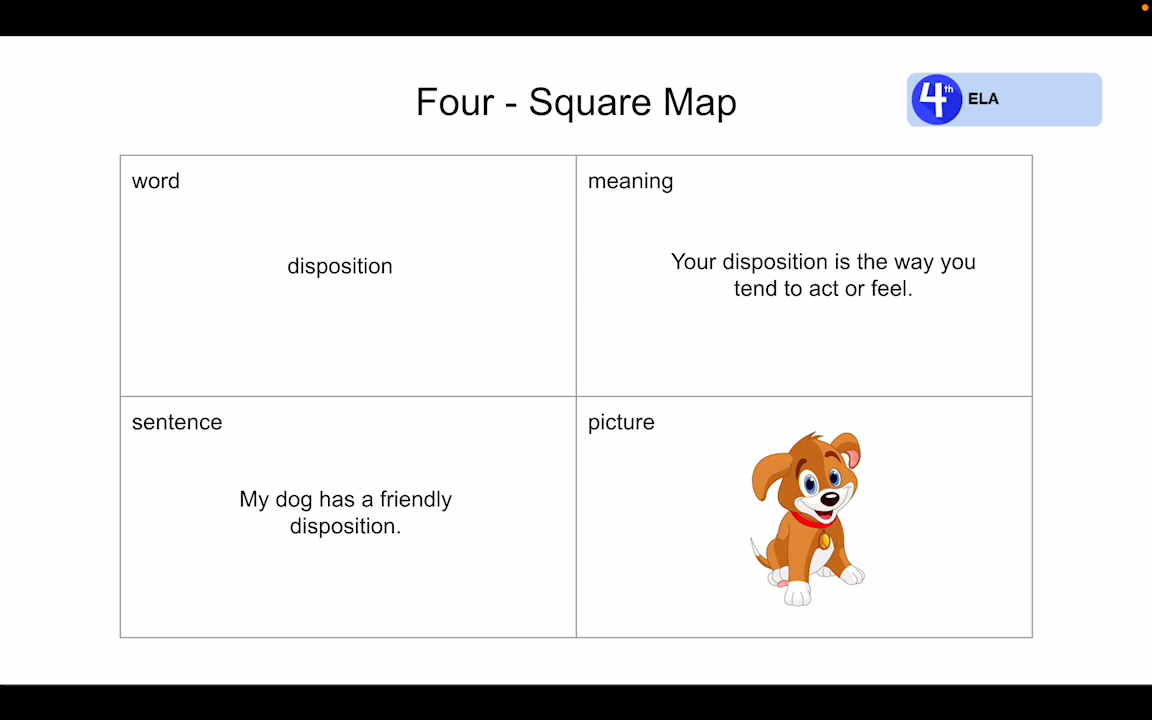 Four - Square Map
4th ELA
word
disposition
meaning
Your disposition is the way you
tend to act or feel.
sentence
My dog has a friendly
disposition.
picture